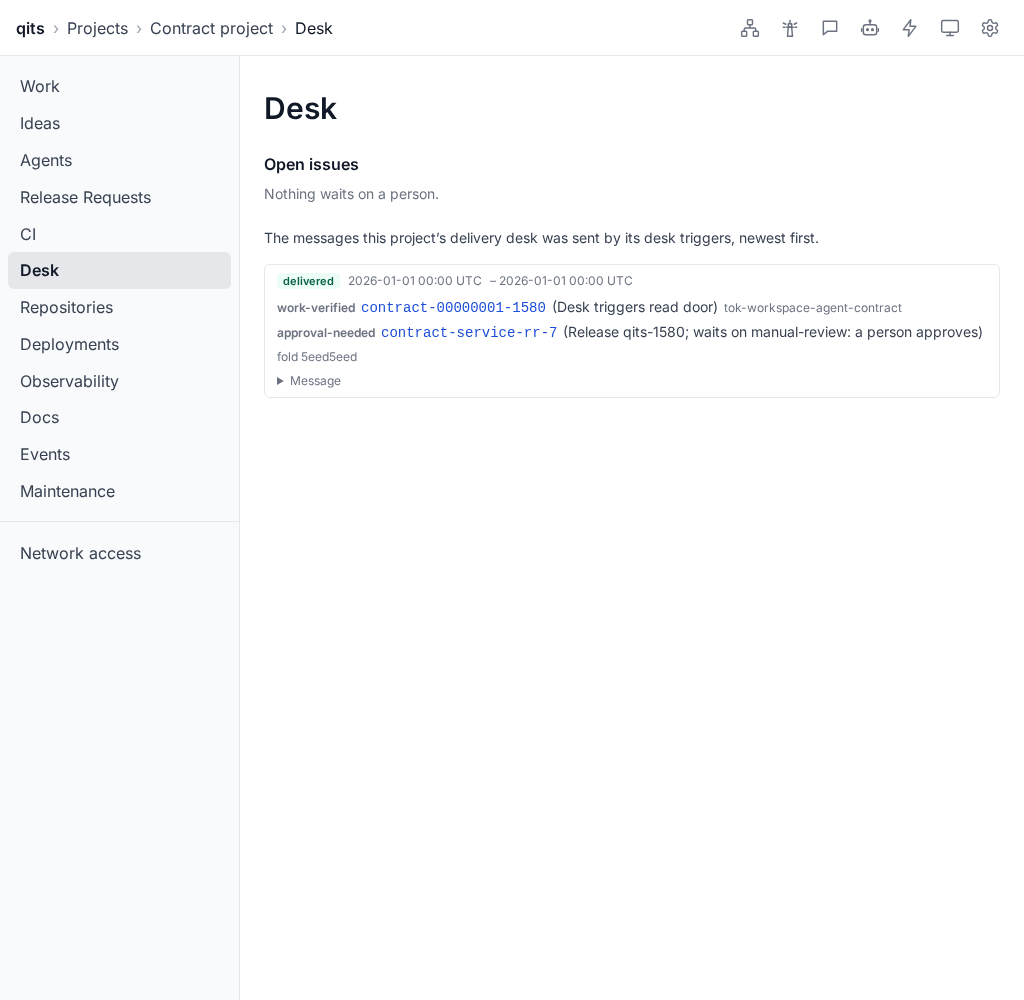 qits › Projects › Contract project › Desk
Work
Ideas
Agents
Release Requests
CI
Desk
Repositories
Deployments
Observability
Docs
Events
Maintenance
Network access
Desk
Open issues
Nothing waits on a person.
The messages this project’s delivery desk was sent by its desk triggers, newest first.
delivered 2026-01-01 00:00 UTC – 2026-01-01 00:00 UTC
work-verified contract-00000001-1580 (Desk triggers read door) tok-workspace-agent-contract
approval-needed contract-service-rr-7 (Release qits-1580; waits on manual-review: a person approves)
fold 5eed5eed
Message